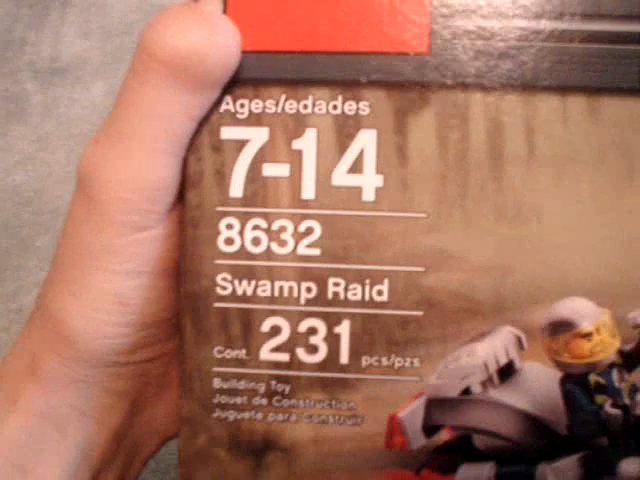 Ages/edades
7-14
8632
Swamp Raid
Cont. 231 pcs/pzs
Building Toy
Jouet de Construction
Juguete para Construir